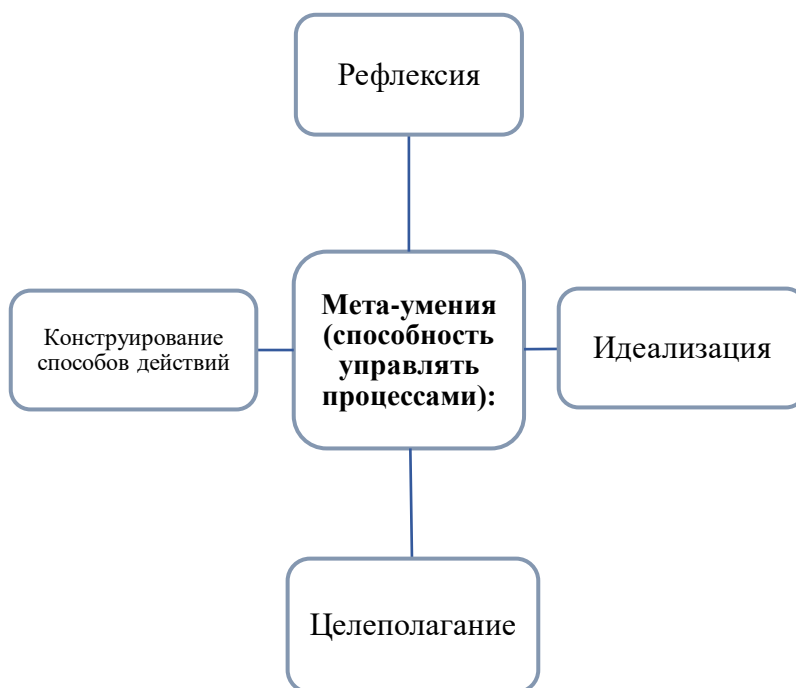 Рефлексия
Конструирование
способов действий
Мета-умения
(способность
управлять
процессами):
Идеализация
Целеполагание